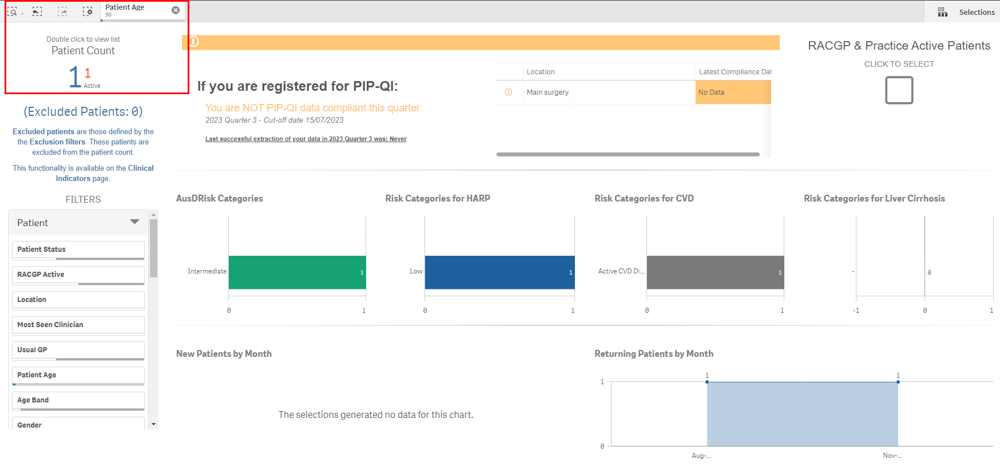 Patient Age
90
Selections
Double click to view list
Patient Count
1
1
Active
(Excluded Patients: 0)
Excluded patients are those defined by the
the Exclusion filters. These patients are
excluded from the patient count.
This functionality is available on the Clinical
Indicators page.
FILTERS
Patient
Patient Status
RACGP Active
Location
Most Seen Clinician
Usual GP
Patient Age
Age Band
Gender
If you are registered for PIP-QI:
You are NOT PIP-QI data compliant this quarter
2023 Quarter 3 - Cut-off date 15/07/2023
Last successful extraction of your data in 2023 Quarter 3 was: Never
Location
Latest Compliance Dat
Main surgery
No Data
RACGP & Practice Active Patients
CLICK TO SELECT
AusDRisk Categories
Intermediate
1
0
1
Risk Categories for HARP
Low
1
0
1
Risk Categories for CVD
Active CVD Di...
1
0
1
Risk Categories for Liver Cirrhosis
-
0
-1
0
1
New Patients by Month
The selections generated no data for this chart.
Returning Patients by Month
1
1
1
0
Aug-...
Nov-...